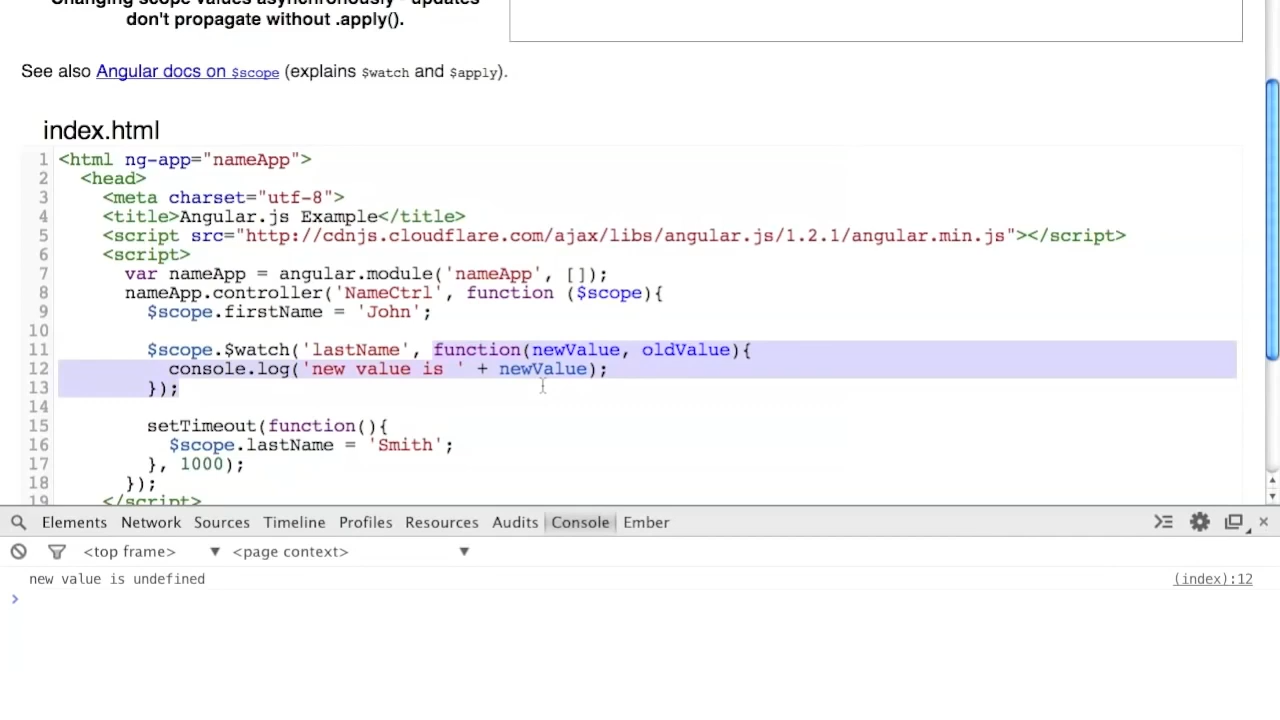 Changing scope values asynchronously - updates
don't propagate without .apply().
See also Angular docs on $scope (explains $watch and $apply).
index.html
1 <html ng-app="nameApp">
2 <head>
3 <meta charset="utf-8">
4 <title>Angular.js Example</title>
5 <script src="http://cdnjs.cloudflare.com/ajax/libs/angular.js/1.2.1/angular.min.js"></script>
6 <script>
7 var nameApp = angular.module('nameApp', []);
8 nameApp.controller('NameCtrl', function ($scope){
9 $scope.firstName = 'John';
10
11 $scope.$watch('lastName', function(newValue, oldValue){
12 console.log('new value is ' + newValue);
13 });
14
15 setTimeout(function(){
16 $scope.lastName = 'Smith';
17 }, 1000);
18 });
19 </script>
Elements Network Sources Timeline Profiles Resources Audits Console Ember
<top frame> <page context>
new value is undefined (index):12